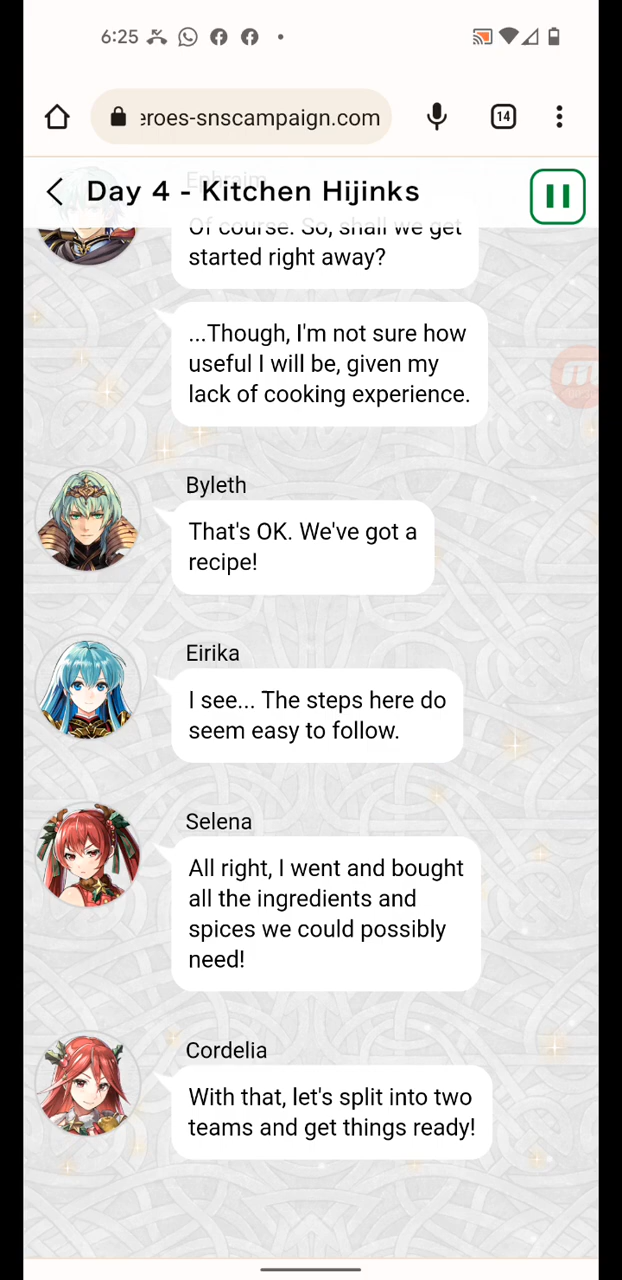 6:25
eroes-snscampaign.com
14
Day 4 - Kitchen Hijinks
Ephraim
Of course. So, shall we get
started right away?
...Though, I'm not sure how
useful I will be, given my
lack of cooking experience.
Byleth
That's OK. We've got a
recipe!
Eirika
I see... The steps here do
seem easy to follow.
Selena
All right, I went and bought
all the ingredients and
spices we could possibly
need!
Cordelia
With that, let's split into two
teams and get things ready!